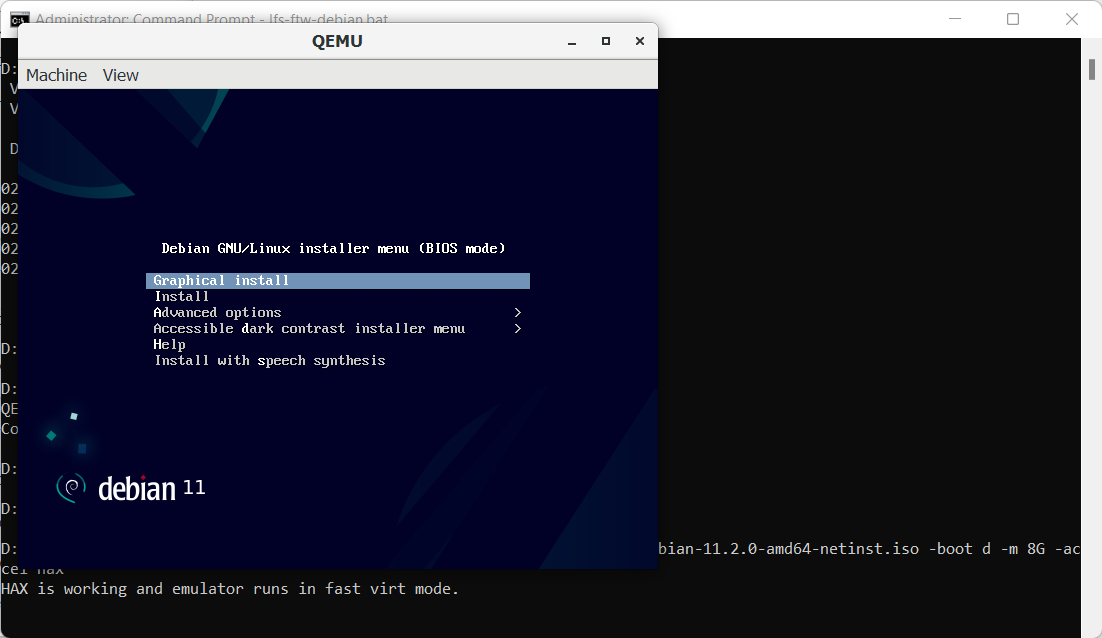 Administrator: Command Prompt - lfs-ftw-debian.bat
QEMU
Machine View
D:
V
V
D
02
02
02
02
02
D:
D:
QE
Co
D:
D:
D:
Debian GNU/Linux installer menu (BIOS mode)
Graphical install
Install
Advanced options >
Accessible dark contrast installer menu >
Help
Install with speech synthesis
debian 11
bian-11.2.0-amd64-netinst.iso -boot d -m 8G -ac
cel hax
HAX is working and emulator runs in fast virt mode.